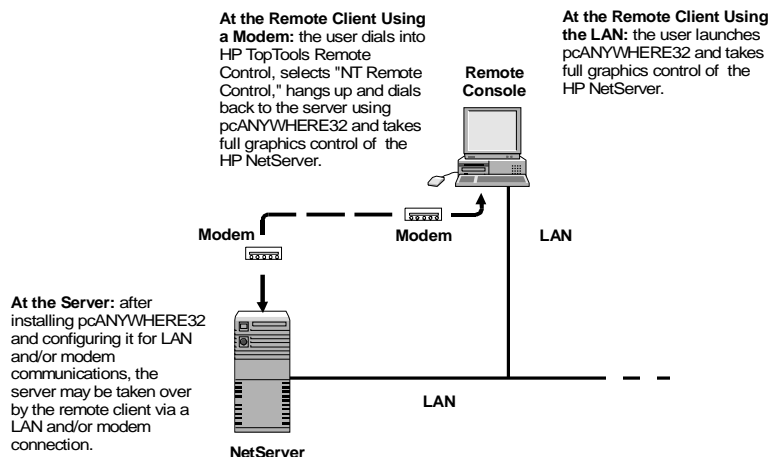 At the Remote Client Using
a Modem: the user dials into
HP TopTools Remote
Control, selects "NT Remote
Control," hangs up and dials
back to the server using
pcANYWHERE32 and takes
full graphics control of the
HP NetServer.
At the Remote Client Using
the LAN: the user launches
pcANYWHERE32 and takes
full graphics control of the
HP NetServer.
Remote
Console
Modem
Modem
LAN
At the Server: after
installing pcANYWHERE32
and configuring it for LAN
and/or modem
communications, the
server may be taken over
by the remote client via a
LAN and/or modem
connection.
LAN
NetServer